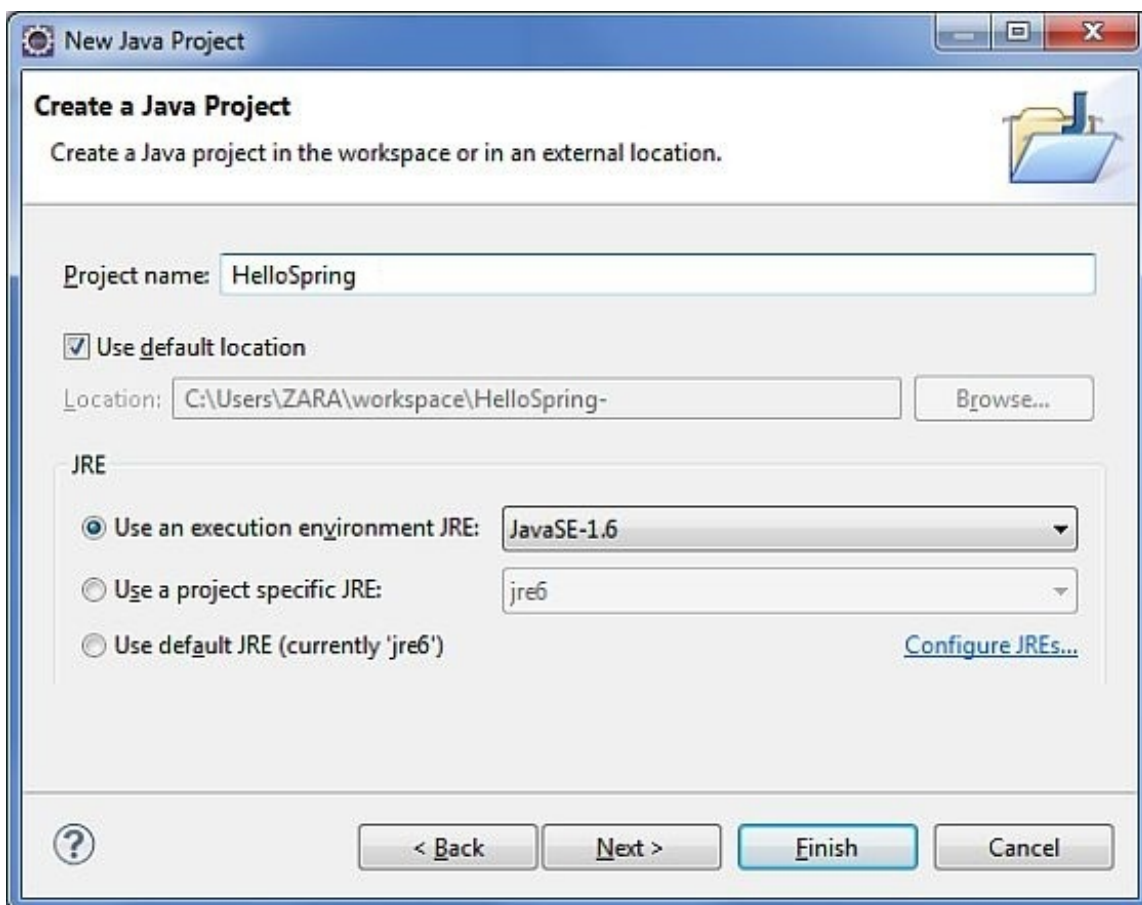 New Java Project
Create a Java Project
Create a Java project in the workspace or in an external location.
Project name: HelloSpring
Use default location
Location: C:\Users\ZARA\workspace\HelloSpring- Browse...
JRE
Use an execution environment JRE: JavaSE-1.6
Use a project specific JRE: jre6
Use default JRE (currently 'jre6') Configure JREs...
? < Back Next > Finish Cancel